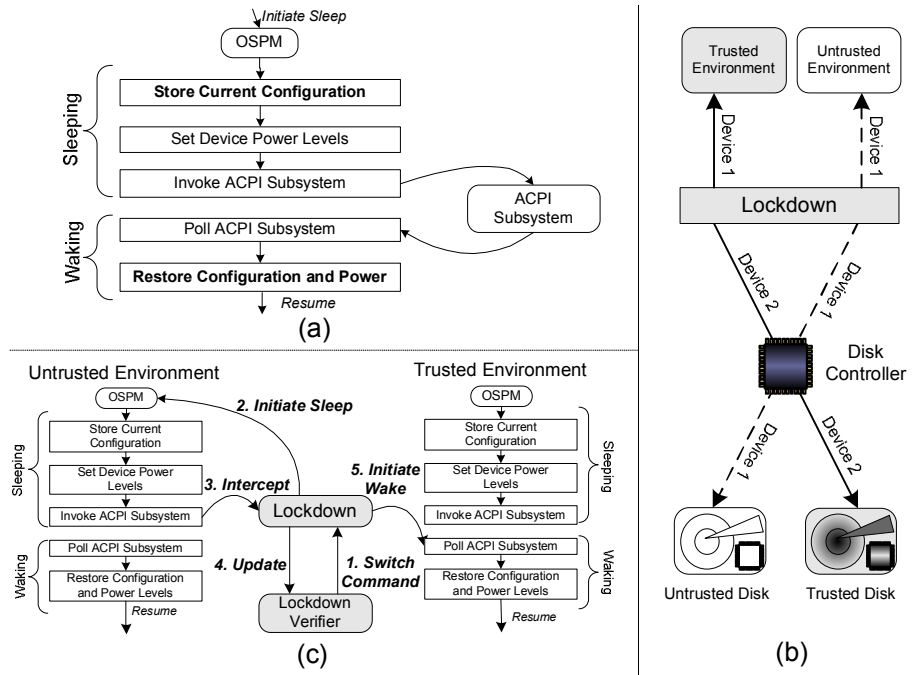 Initiate Sleep
OSPM
Store Current Configuration
Set Device Power Levels
Invoke ACPI Subsystem
Sleeping
ACPI
Subsystem
Poll ACPI Subsystem
Restore Configuration and Power
Waking
Resume
(a)
Untrusted Environment
OSPM
Store Current
Configuration
Set Device Power
Levels
Invoke ACPI Subsystem
Sleeping
Poll ACPI Subsystem
Restore Configuration
and Power Levels
Waking
Resume
2. Initiate Sleep
3. Intercept
Lockdown
5. Initiate
Wake
4. Update
1. Switch
Command
Lockdown
Verifier
Trusted Environment
OSPM
Store Current
Configuration
Set Device Power
Levels
Invoke ACPI Subsystem
Sleeping
Poll ACPI Subsystem
Restore Configuration
and Power Levels
Waking
Resume
(c)
Trusted
Environment
Untrusted
Environment
Device 1
Device 1
Lockdown
Device 2
Device 1
Disk
Controller
Device 1
Device 2
Untrusted Disk
Trusted Disk
(b)